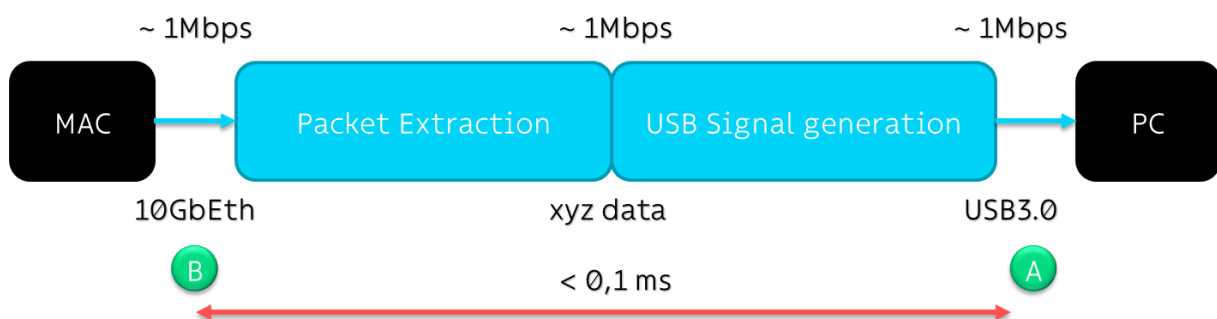 ~ 1Mbps ~ 1Mbps ~ 1Mbps
MAC Packet Extraction USB Signal generation PC
10GbEth xyz data USB3.0
B A
< 0,1 ms